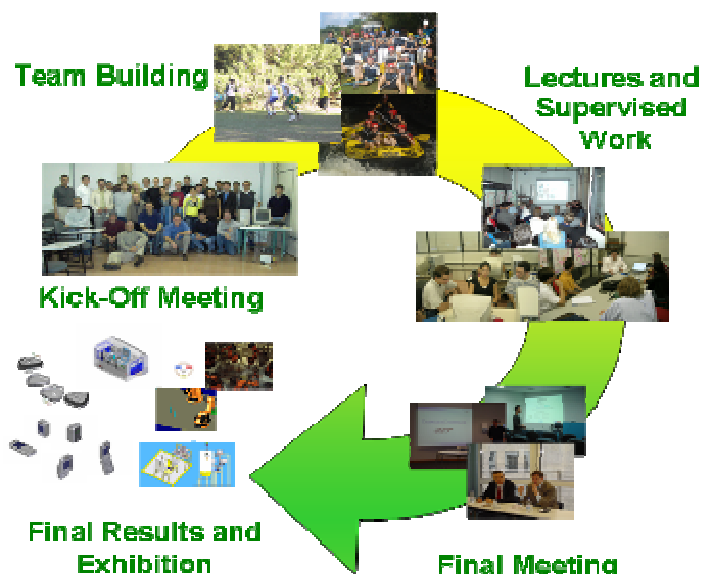 Team Building
Lectures and
Supervised
Work
Kick-Off Meeting
Final Results and
Exhibition
Final Meeting